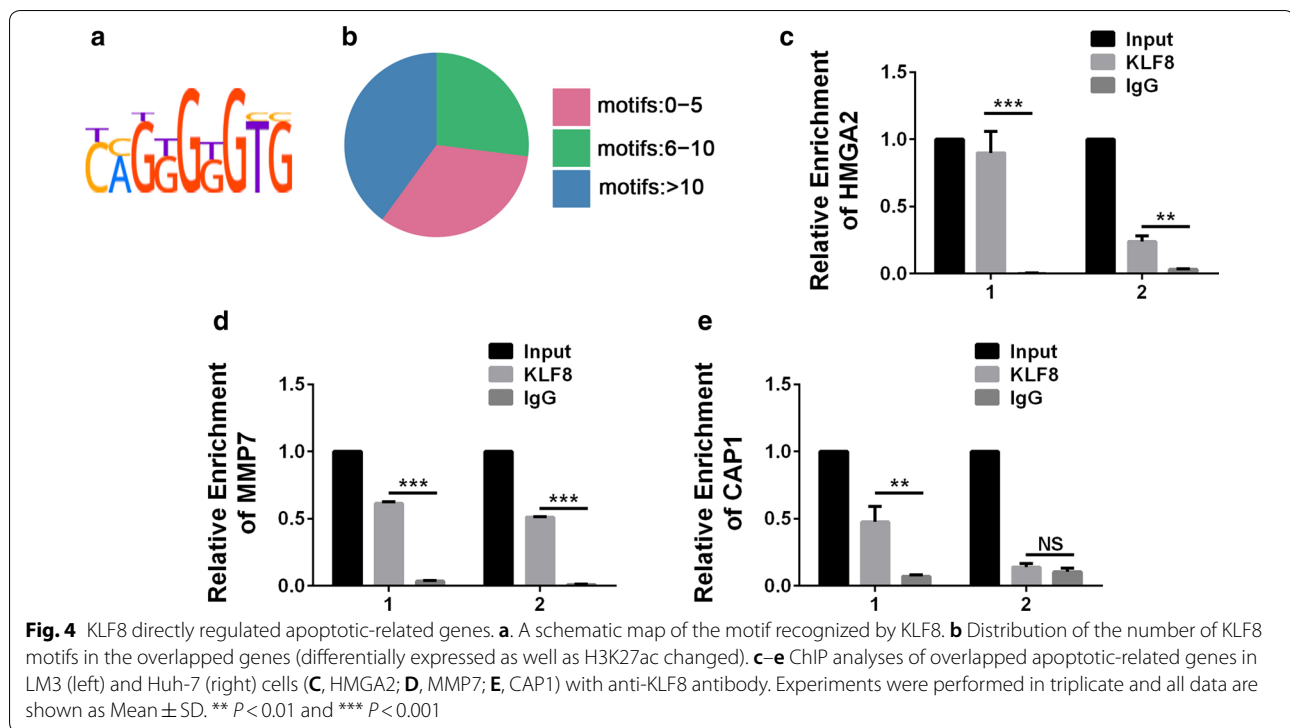 a
b
motifs:0–5
motifs:6–10
motifs:>10
c
Input
KLF8
IgG
Relative Enrichment
of HMGA2
1.5
1.0
0.5
0.0
***
**
1
2
d
Input
KLF8
IgG
Relative Enrichment
of MMP7
1.5
1.0
0.5
0.0
***
***
1
2
e
Input
KLF8
IgG
Relative Enrichment
of CAP1
1.5
1.0
0.5
0.0
**
NS
1
2
Fig. 4 KLF8 directly regulated apoptotic-related genes. a. A schematic map of the motif recognized by KLF8. b Distribution of the number of KLF8
motifs in the overlapped genes (differentially expressed as well as H3K27ac changed). c–e ChIP analyses of overlapped apoptotic-related genes in
LM3 (left) and Huh-7 (right) cells (C, HMGA2; D, MMP7; E, CAP1) with anti-KLF8 antibody. Experiments were performed in triplicate and all data are
shown as Mean ± SD. ** P < 0.01 and *** P < 0.001